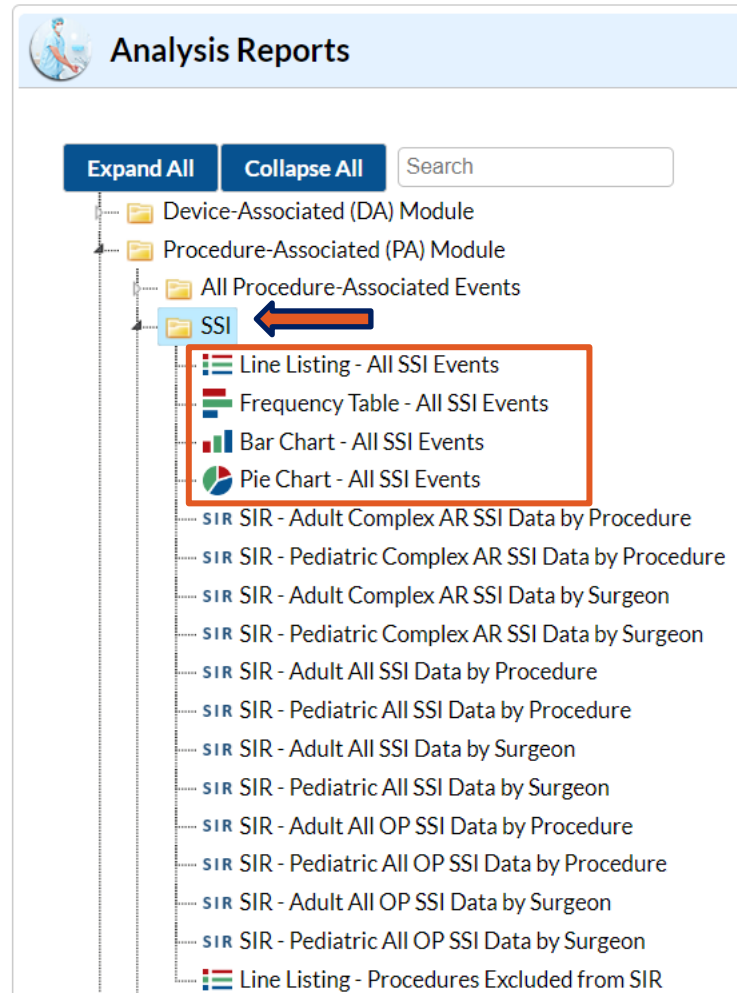 Analysis Reports
Expand All Collapse All Search
Device-Associated (DA) Module
Procedure-Associated (PA) Module
All Procedure-Associated Events
SSI
Line Listing - All SSI Events
Frequency Table - All SSI Events
Bar Chart - All SSI Events
Pie Chart - All SSI Events
SIR SIR - Adult Complex AR SSI Data by Procedure
SIR SIR - Pediatric Complex AR SSI Data by Procedure
SIR SIR - Adult Complex AR SSI Data by Surgeon
SIR SIR - Pediatric Complex AR SSI Data by Surgeon
SIR SIR - Adult All SSI Data by Procedure
SIR SIR - Pediatric All SSI Data by Procedure
SIR SIR - Adult All SSI Data by Surgeon
SIR SIR - Pediatric All SSI Data by Surgeon
SIR SIR - Adult All OP SSI Data by Procedure
SIR SIR - Pediatric All OP SSI Data by Procedure
SIR SIR - Adult All OP SSI Data by Surgeon
SIR SIR - Pediatric All OP SSI Data by Surgeon
Line Listing - Procedures Excluded from SIR